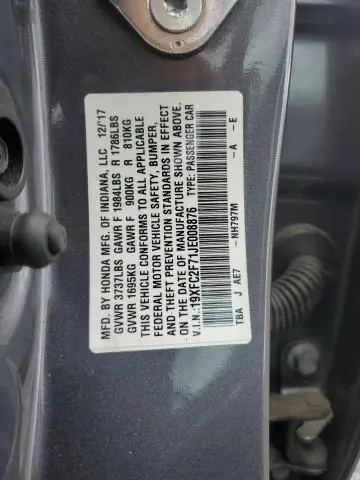 MFD. BY HONDA MFG. OF INDIANA, LLC 12/'17
GVWR 3737LBS GAWR F 1984LBS R 1786LBS
GVWR 1695KG GAWR F 900KG R 810KG
THIS VEHICLE CONFORMS TO ALL APPLICABLE
FEDERAL MOTOR VEHICLE SAFETY, BUMPER,
AND THEFT PREVENTION STANDARDS IN EFFECT
ON THE DATE OF MANUFACTURE SHOWN ABOVE.
V.I.N.:19XFC2F71JE008876 TYPE: PASSENGER CAR
NH797M -A -E
TBA J AE7